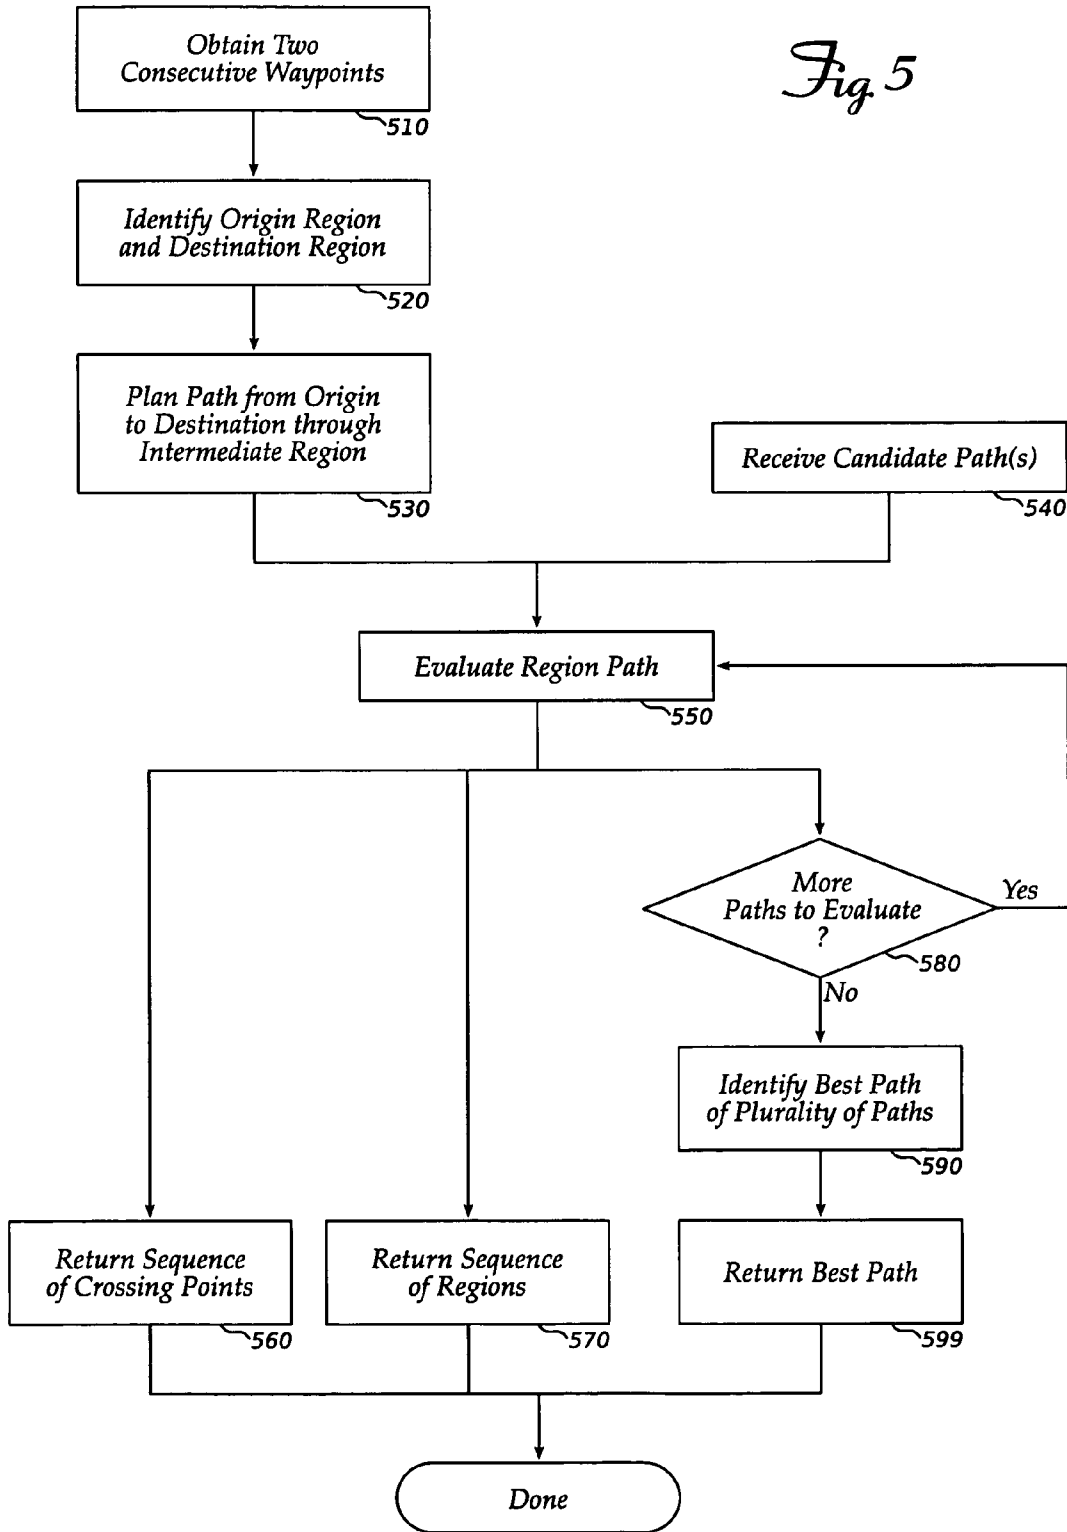 Fig 5
Obtain Two
Consecutive Waypoints
510
Identify Origin Region
and Destination Region
520
Plan Path from Origin
to Destination through
Intermediate Region
530
Receive Candidate Path(s)
540
Evaluate Region Path
550
More
Paths to Evaluate
?
580
Yes
No
Identify Best Path
of Plurality of Paths
590
Return Sequence
of Crossing Points
560
Return Sequence
of Regions
570
Return Best Path
599
Done